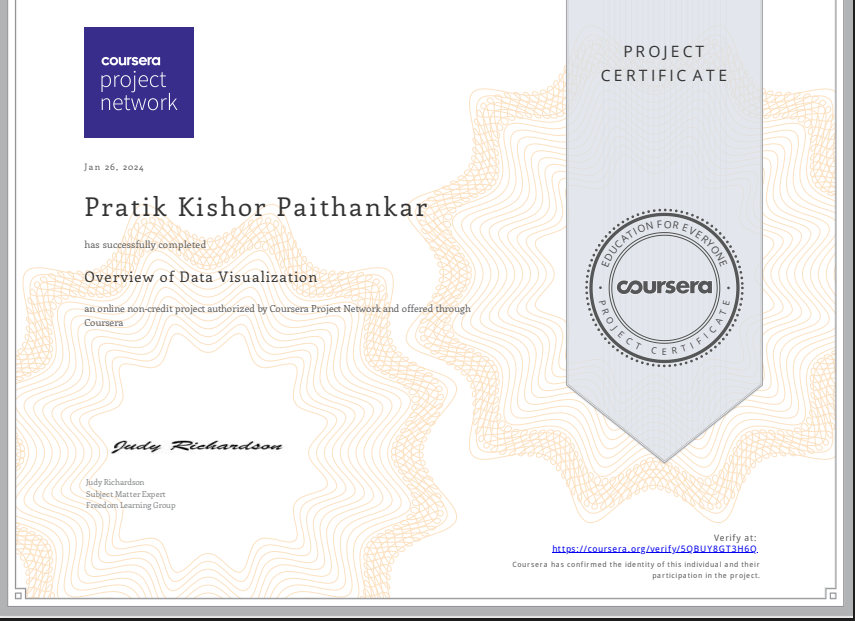 coursera
project
network
PROJECT
CERTIFICATE
Jan 26, 2024
Pratik Kishor Paithankar
has successfully completed
Overview of Data Visualization
an online non-credit project authorized by Coursera Project Network and offered through
Coursera
EDUCATION FOR EVERYONE
coursera
PROJECT CERTIFICATE
Judy Richardson
Judy Richardson
Subject Matter Expert
Freedom Learning Group
Verify at:
https://coursera.org/verify/5QBUY8GT3H6Q
Coursera has confirmed the identity of this individual and their
participation in the project.